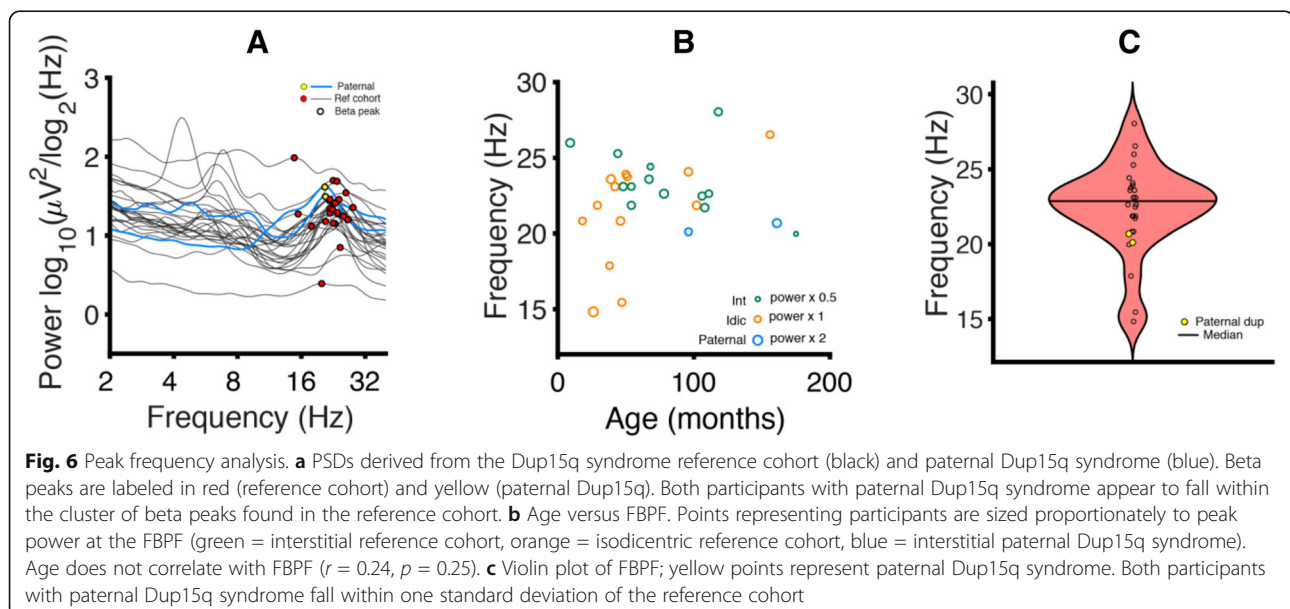 A
B
C
Power log10(µV2/log2(Hz))
3
2
1
0
Paternal
Ref cohort
Beta peak
2
4
8
16
32
Frequency (Hz)
Frequency (Hz)
30
25
20
15
Int
power x 0.5
Idic
power x 1
Paternal
power x 2
0
100
200
Age (months)
Frequency (Hz)
30
25
20
15
Paternal dup
Median
Fig. 6 Peak frequency analysis. a PSDs derived from the Dup15q syndrome reference cohort (black) and paternal Dup15q syndrome (blue). Beta
peaks are labeled in red (reference cohort) and yellow (paternal Dup15q). Both participants with paternal Dup15q syndrome appear to fall within
the cluster of beta peaks found in the reference cohort. b Age versus FBPF. Points representing participants are sized proportionately to peak
power at the FBPF (green = interstitial reference cohort, orange = isodicentric reference cohort, blue = interstitial paternal Dup15q syndrome).
Age does not correlate with FBPF (r = 0.24, p = 0.25). c Violin plot of FBPF; yellow points represent paternal Dup15q syndrome. Both participants
with paternal Dup15q syndrome fall within one standard deviation of the reference cohort